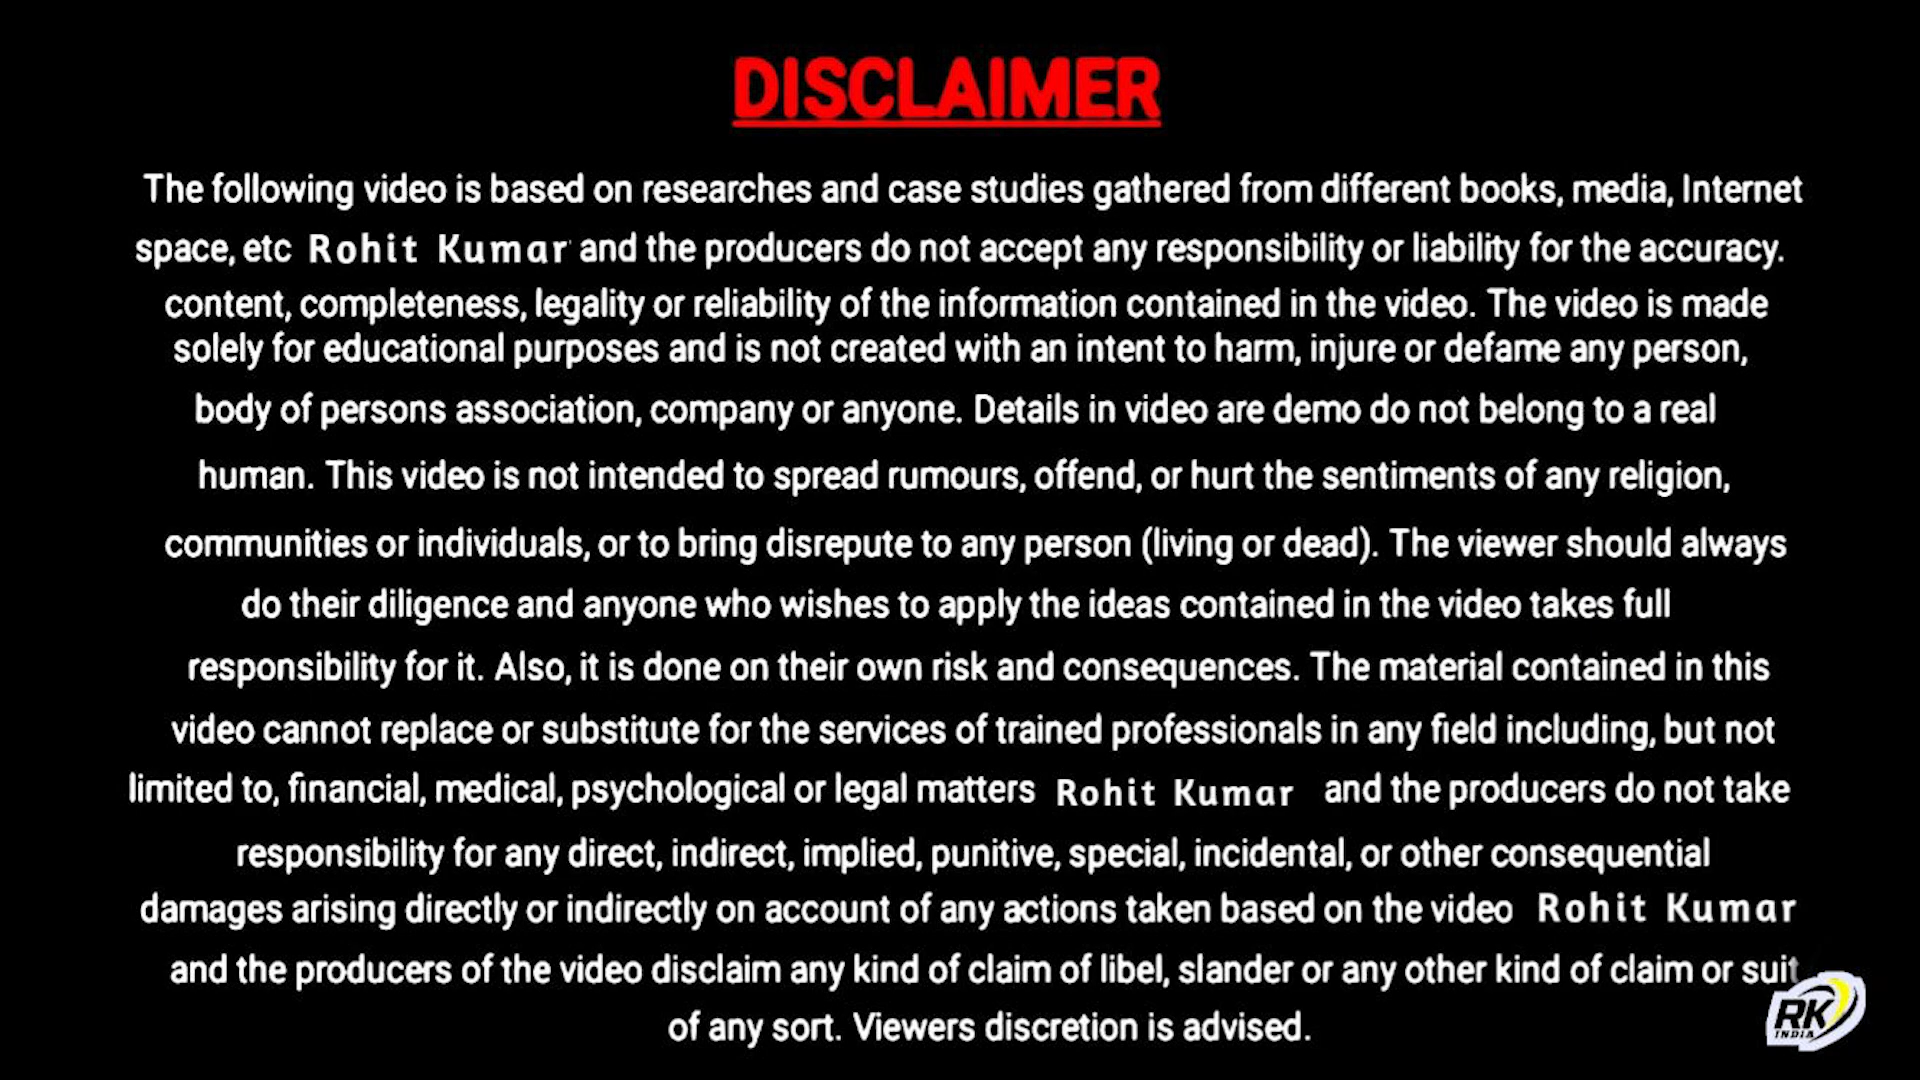 DISCLAIMER
The following video is based on researches and case studies gathered from different books, media, Internet
space, etc Rohit Kumar and the producers do not accept any responsibility or liability for the accuracy.
content, completeness, legality or reliability of the information contained in the video. The video is made
solely for educational purposes and is not created with an intent to harm, injure or defame any person,
body of persons association, company or anyone. Details in video are demo do not belong to a real
human. This video is not intended to spread rumours, offend, or hurt the sentiments of any religion,
communities or individuals, or to bring disrepute to any person (living or dead). The viewer should always
do their diligence and anyone who wishes to apply the ideas contained in the video takes full
responsibility for it. Also, it is done on their own risk and consequences. The material contained in this
video cannot replace or substitute for the services of trained professionals in any field including, but not
limited to, financial, medical, psychological or legal matters Rohit Kumar and the producers do not take
responsibility for any direct, indirect, implied, punitive, special, incidental, or other consequential
damages arising directly or indirectly on account of any actions taken based on the video Rohit Kumar
and the producers of the video disclaim any kind of claim of libel, slander or any other kind of claim or suit
of any sort. Viewers discretion is advised.
RK
INDIA